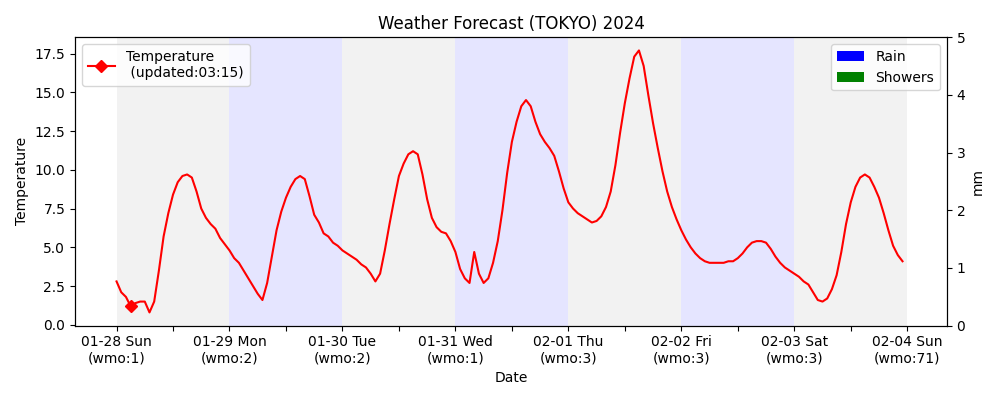 Weather Forecast (TOKYO) 2024
Temperature
(updated:03:15)
Rain
Showers
Temperature
17.5
15.0
12.5
10.0
7.5
5.0
2.5
0.0
5
4
3
2
1
0
mm
01-28 Sun
(wmo:1)
01-29 Mon
(wmo:2)
01-30 Tue
(wmo:2)
01-31 Wed
(wmo:1)
02-01 Thu
(wmo:3)
02-02 Fri
(wmo:3)
02-03 Sat
(wmo:3)
02-04 Sun
(wmo:71)
Date